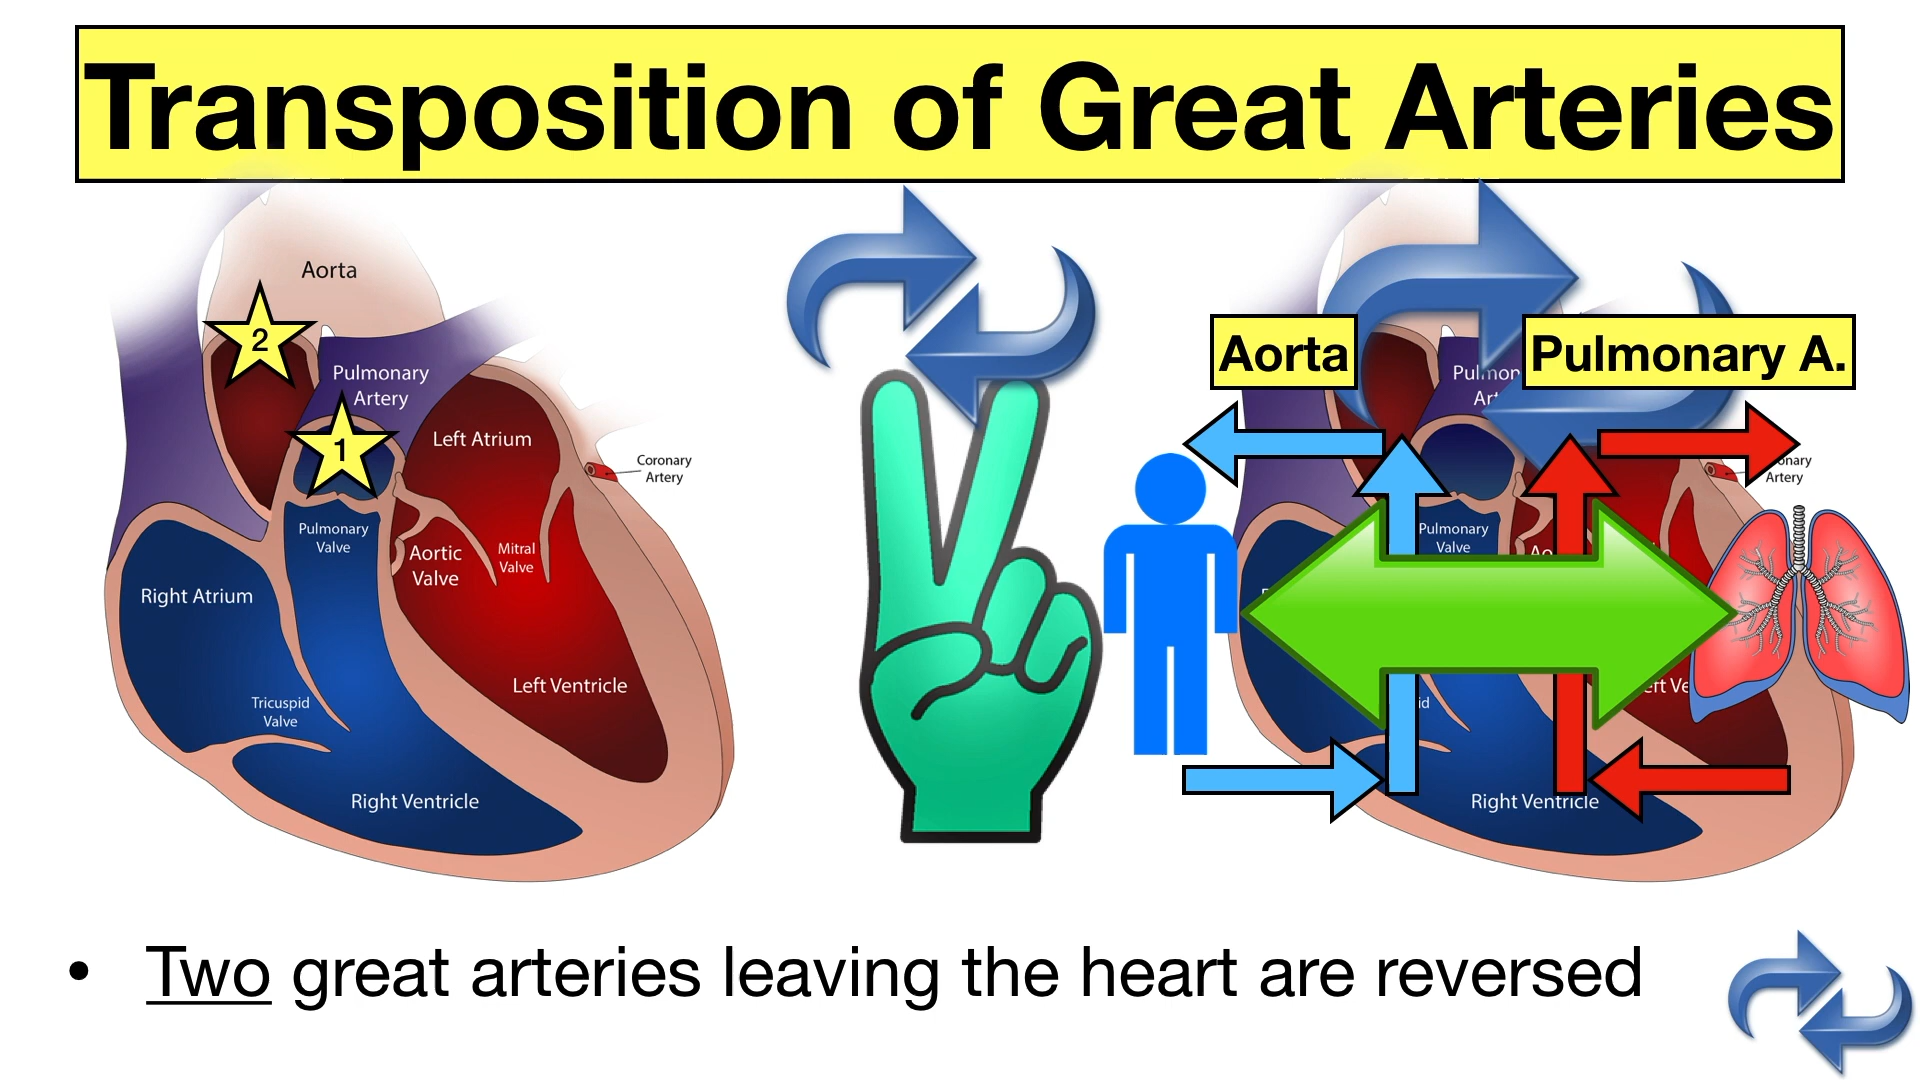 Transposition of Great Arteries
Aorta
2
Pulmonary
Artery
1
Left Atrium
Coronary
Artery
Pulmonary
Valve
Aortic
Valve
Mitral
Valve
Right Atrium
Left Ventricle
Tricuspid
Valve
Right Ventricle
Aorta
Pulmonary A.
Artery
Pulmonary
Valve
Right Ventricle
• Two great arteries leaving the heart are reversed